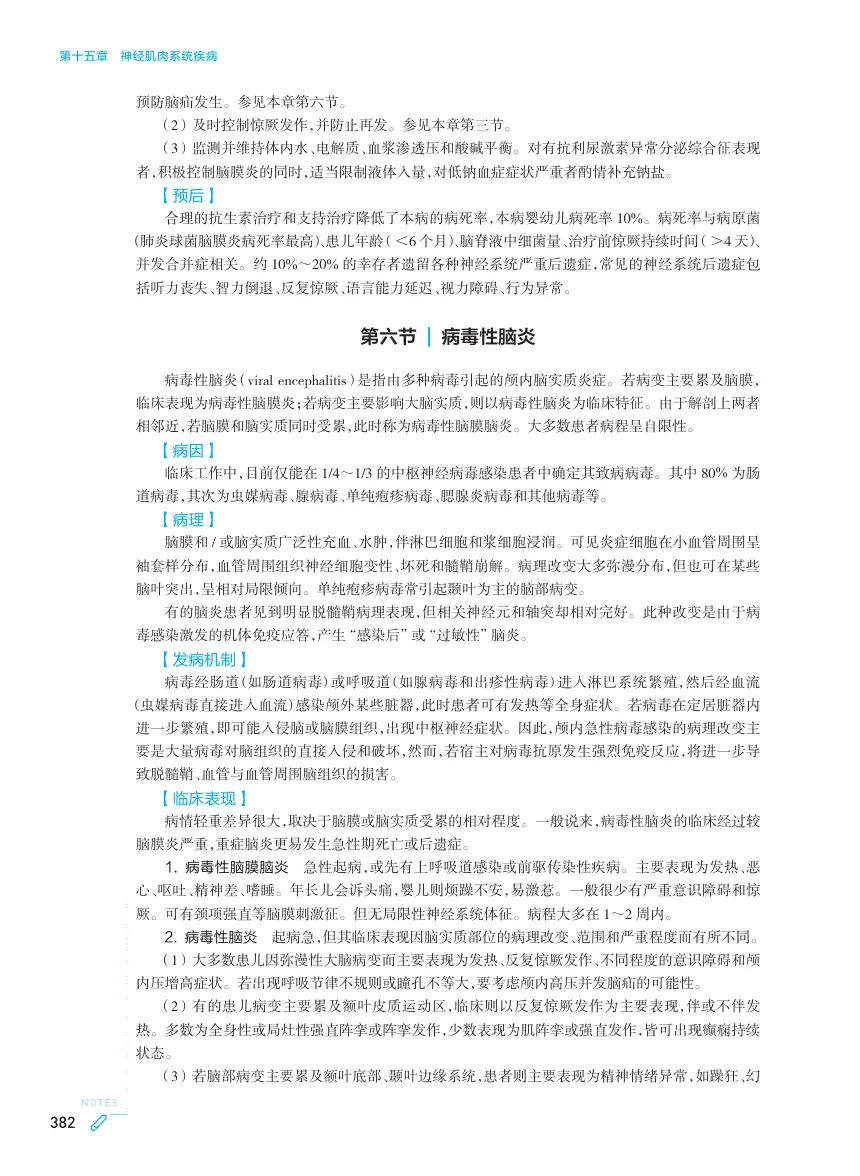 第十五章 神经肌肉系统疾病
预防脑疝发生。参见本章第六节。
（2）及时控制惊厥发作，并防止再发。参见本章第三节。
（3）监测并维持体内水、电解质、血浆渗透压和酸碱平衡。对有抗利尿激素异常分泌综合征表现
者，积极控制脑膜炎的同时，适当限制液体入量，对低钠血症症状严重者酌情补充钠盐。
【预后】
合理的抗生素治疗和支持治疗降低了本病的病死率，本病婴幼儿病死率 10%。病死率与病原菌
（肺炎球菌脑膜炎病死率最高）、患儿年龄（＜6 个月）、脑脊液中细菌量、治疗前惊厥持续时间（＞4 天）、
并发合并症相关。约 10%～20% 的幸存者遗留各种神经系统严重后遗症，常见的神经系统后遗症包
括听力丧失、智力倒退、反复惊厥、语言能力延迟、视力障碍、行为异常。
第六节 | 病毒性脑炎
病毒性脑炎（viral encephalitis）是指由多种病毒引起的颅内脑实质炎症。若病变主要累及脑膜，
临床表现为病毒性脑膜炎；若病变主要影响大脑实质，则以病毒性脑炎为临床特征。由于解剖上两者
相邻近，若脑膜和脑实质同时受累，此时称为病毒性脑膜脑炎。大多数患者病程呈自限性。
【病因】
临床工作中，目前仅能在 1/4～1/3 的中枢神经病毒感染患者中确定其致病病毒。其中 80% 为肠
道病毒，其次为虫媒病毒、腺病毒、单纯疱疹病毒、腮腺炎病毒和其他病毒等。
【病理】
脑膜和 / 或脑实质广泛性充血、水肿，伴淋巴细胞和浆细胞浸润。可见炎症细胞在小血管周围呈
袖套样分布，血管周围组织神经细胞变性、坏死和髓鞘崩解。病理改变大多弥漫分布，但也可在某些
脑叶突出，呈相对局限倾向。单纯疱疹病毒常引起颞叶为主的脑部病变。
有的脑炎患者见到明显脱髓鞘病理表现，但相关神经元和轴突却相对完好。此种改变是由于病
毒感染激发的机体免疫应答，产生“感染后”或“过敏性”脑炎。
【发病机制】
病毒经肠道（如肠道病毒）或呼吸道（如腺病毒和出疹性病毒）进入淋巴系统繁殖，然后经血流
（虫媒病毒直接进入血流）感染颅外某些脏器，此时患者可有发热等全身症状。若病毒在定居脏器内
进一步繁殖，即可能入侵脑或脑膜组织，出现中枢神经症状。因此，颅内急性病毒感染的病理改变主
要是大量病毒对脑组织的直接入侵和破坏，然而，若宿主对病毒抗原发生强烈免疫反应，将进一步导
致脱髓鞘、血管与血管周围脑组织的损害。
【临床表现】
病情轻重差异很大，取决于脑膜或脑实质受累的相对程度。一般说来，病毒性脑炎的临床经过较
脑膜炎严重，重症脑炎更易发生急性期死亡或后遗症。
1. 病毒性脑膜脑炎 急性起病，或先有上呼吸道感染或前驱传染性疾病。主要表现为发热、恶
心、呕吐、精神差、嗜睡。年长儿会诉头痛，婴儿则烦躁不安，易激惹。一般很少有严重意识障碍和惊
厥。可有颈项强直等脑膜刺激征。但无局限性神经系统体征。病程大多在 1～2 周内。
2. 病毒性脑炎 起病急，但其临床表现因脑实质部位的病理改变、范围和严重程度而有所不同。
（1）大多数患儿因弥漫性大脑病变而主要表现为发热、反复惊厥发作、不同程度的意识障碍和颅
内压增高症状。若出现呼吸节律不规则或瞳孔不等大，要考虑颅内高压并发脑疝的可能性。
（2）有的患儿病变主要累及额叶皮质运动区，临床则以反复惊厥发作为主要表现，伴或不伴发
热。多数为全身性或局灶性强直阵挛或阵挛发作，少数表现为肌阵挛或强直发作，皆可出现癫痫持续
状态。
（3）若脑部病变主要累及额叶底部、颞叶边缘系统，患者则主要表现为精神情绪异常，如躁狂、幻
NOTES
382